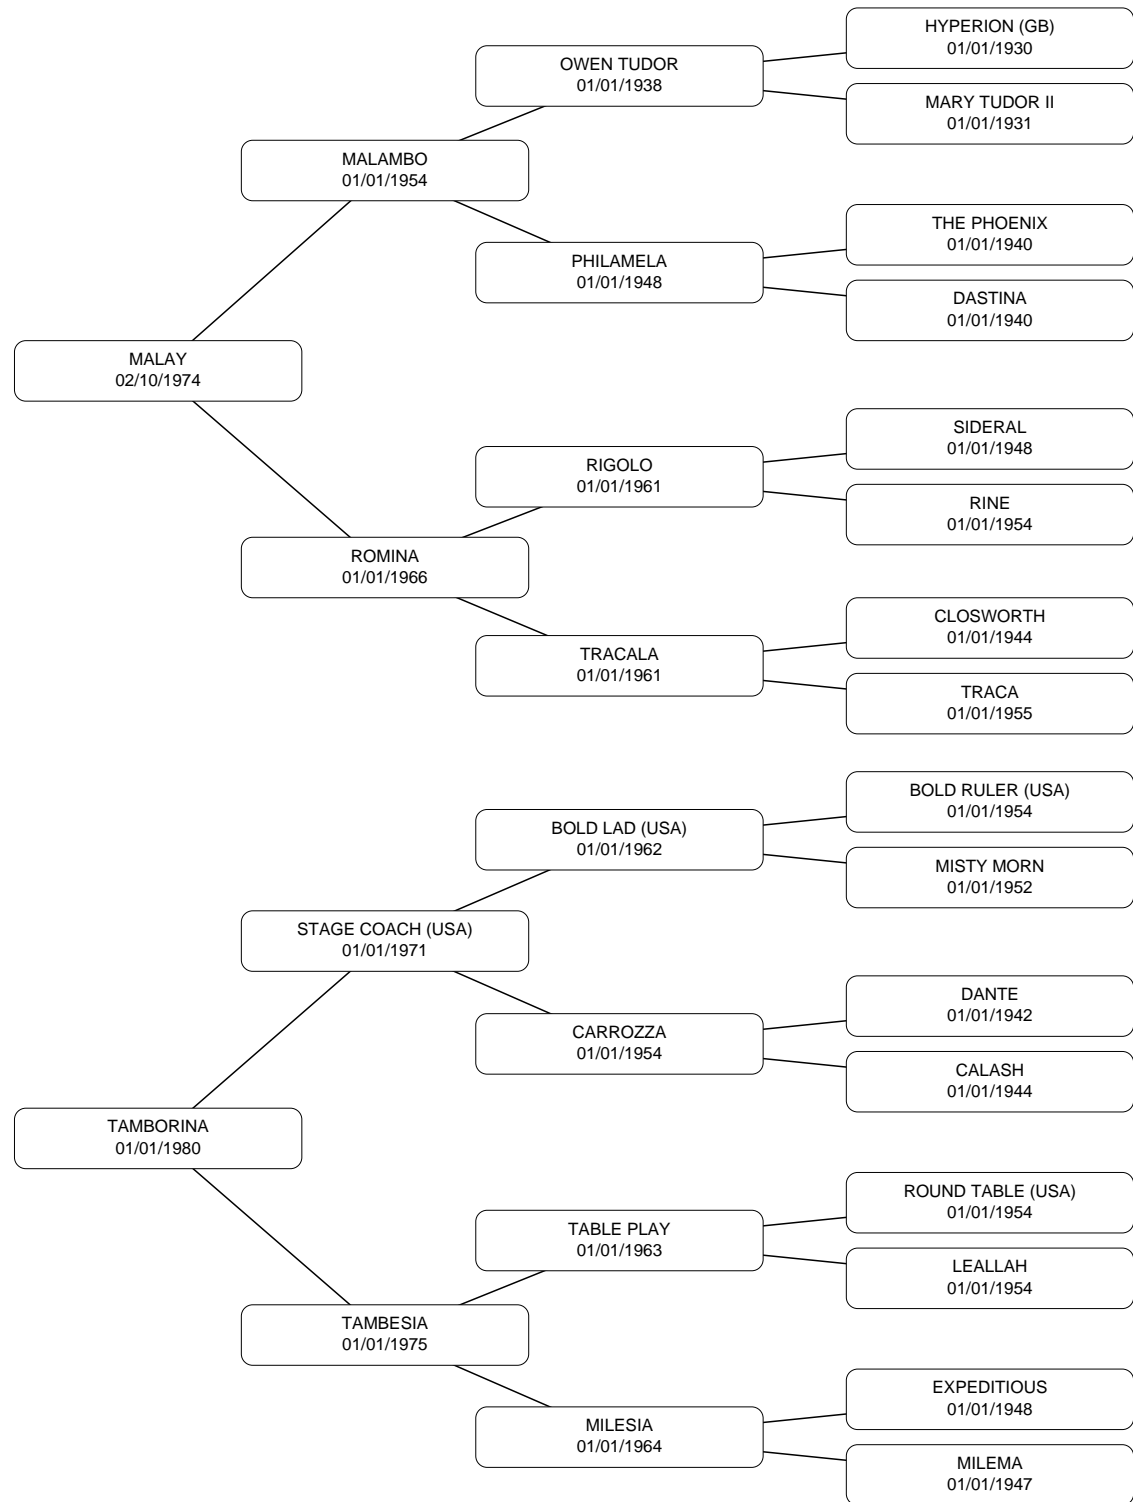 HYPERION (GB)
01/01/1930
OWEN TUDOR
01/01/1938
MARY TUDOR II
01/01/1931
MALAMBO
01/01/1954
THE PHOENIX
01/01/1940
PHILAMELA
01/01/1948
DASTINA
01/01/1940
MALAY
02/10/1974
SIDERAL
01/01/1948
RIGOLO
01/01/1961
RINE
01/01/1954
ROMINA
01/01/1966
CLOSWORTH
01/01/1944
TRACALA
01/01/1961
TRACA
01/01/1955
BOLD RULER (USA)
01/01/1954
BOLD LAD (USA)
01/01/1962
MISTY MORN
01/01/1952
STAGE COACH (USA)
01/01/1971
DANTE
01/01/1942
CARROZZA
01/01/1954
CALASH
01/01/1944
TAMBORINA
01/01/1980
ROUND TABLE (USA)
01/01/1954
TABLE PLAY
01/01/1963
LEALLAH
01/01/1954
TAMBESIA
01/01/1975
EXPEDITIOUS
01/01/1948
MILESIA
01/01/1964
MILEMA
01/01/1947